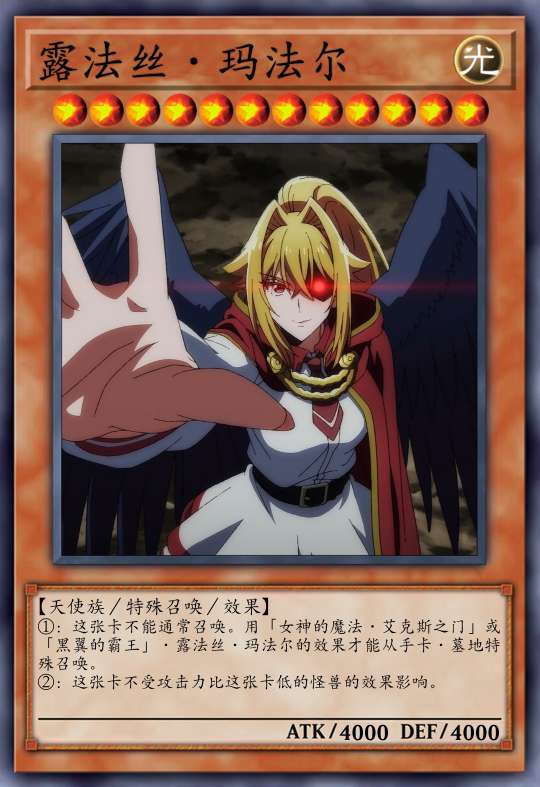 露法丝·玛法尔
光
【天使族／特殊召唤／效果】
①：这张卡不能通常召唤。用「女神的魔法·艾克斯之门」或
「黑翼的霸王」·露法丝·玛法尔的效果才能从手卡·墓地特
殊召唤。
②：这张卡不受攻击力比这张卡低的怪兽的效果影响。
ATK/4000 DEF/4000